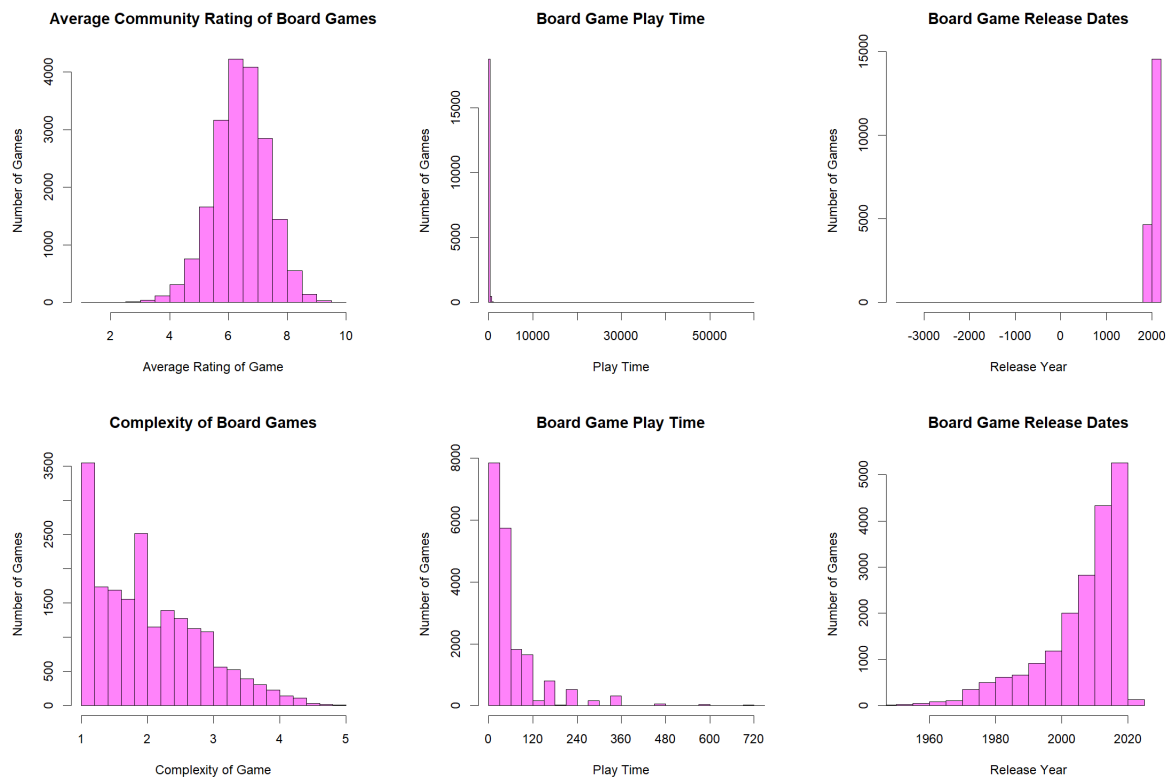 Average Community Rating of Board Games
Number of Games
0 1000 2000 3000 4000
2 4 6 8 10
Average Rating of Game
Board Game Play Time
Number of Games
0 5000 10000 15000
0 10000 30000 50000
Play Time
Board Game Release Dates
Number of Games
0 5000 10000 15000
-3000 -2000 -1000 0 1000 2000
Release Year
Complexity of Board Games
Number of Games
0 500 1500 2500 3500
1 2 3 4 5
Complexity of Game
Board Game Play Time
Number of Games
0 2000 4000 6000 8000
0 120 240 360 480 600 720
Play Time
Board Game Release Dates
Number of Games
0 1000 2000 3000 4000 5000
1960 1980 2000 2020
Release Year